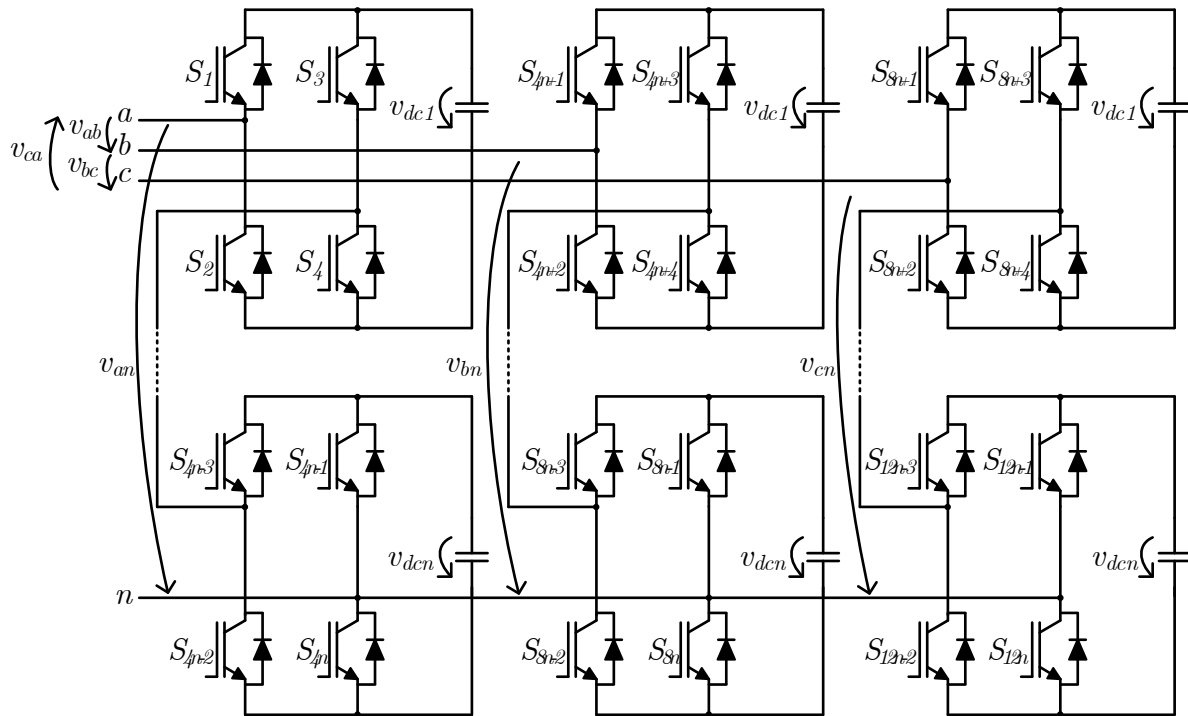 S1 S3 vdc1 S4n+1 S4n+3 vdc1 S8n+1 S8n+3 vdc1
a
vab
b
vca
vbc
c
S2 S4 S4n+2 S4n+4 S8n+2 S8n+4
van vbn vcn
S4n-3 S4n-1 S8n-3 S8n-1 S12n-3 S12n-1
vdcn vdcn vdcn
n
S4n-2 S4n S8n-2 S8n S12n-2 S12n